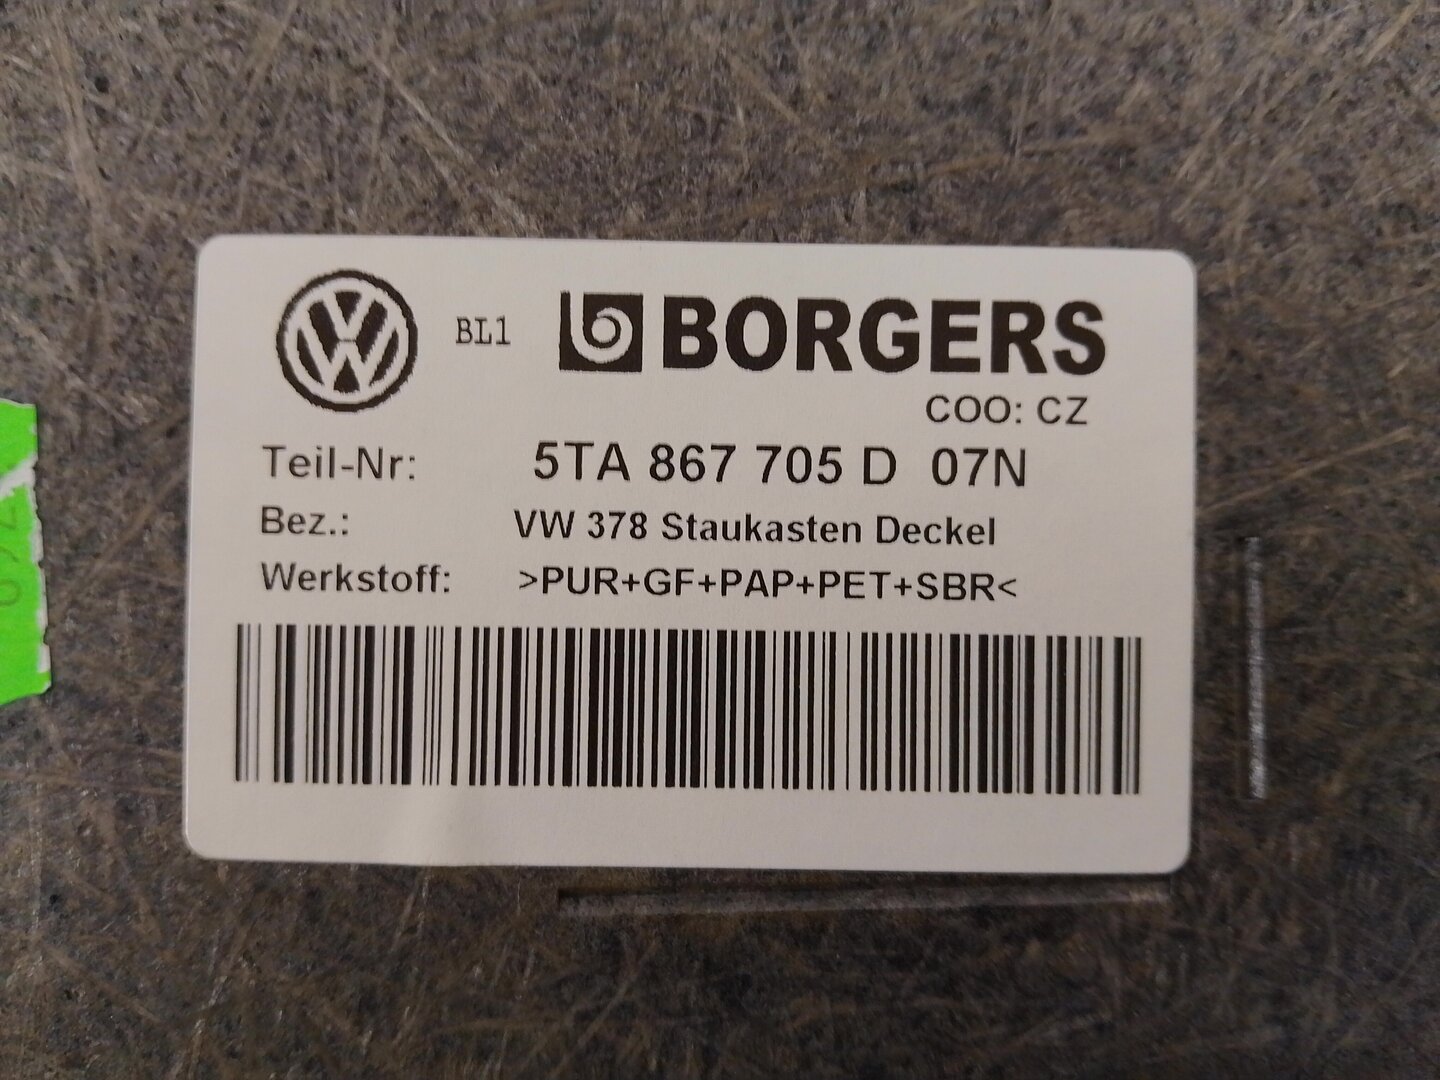 BL1 BORGERS
COO: CZ
Teil-Nr: 5TA 867 705 D 07N
Bez.: VW 378 Staukasten Deckel
Werkstoff: >PUR+GF+PAP+PET+SBR<